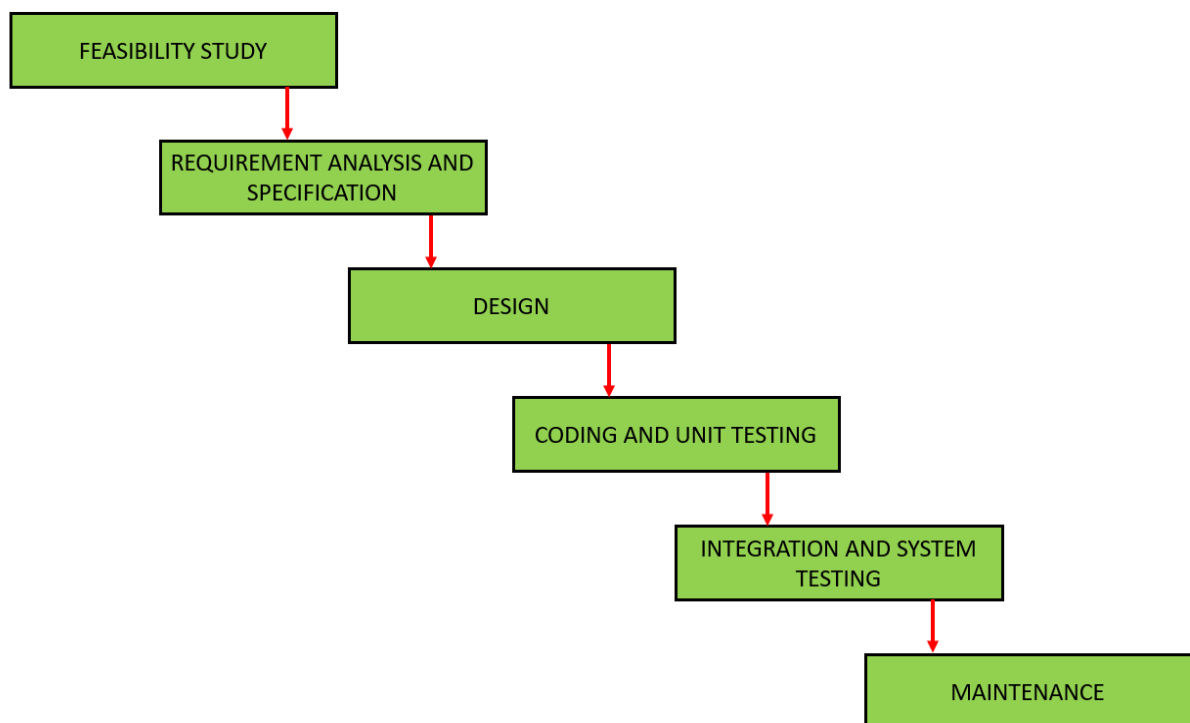 FEASIBILITY STUDY
REQUIREMENT ANALYSIS AND
SPECIFICATION
DESIGN
CODING AND UNIT TESTING
INTEGRATION AND SYSTEM
TESTING
MAINTENANCE